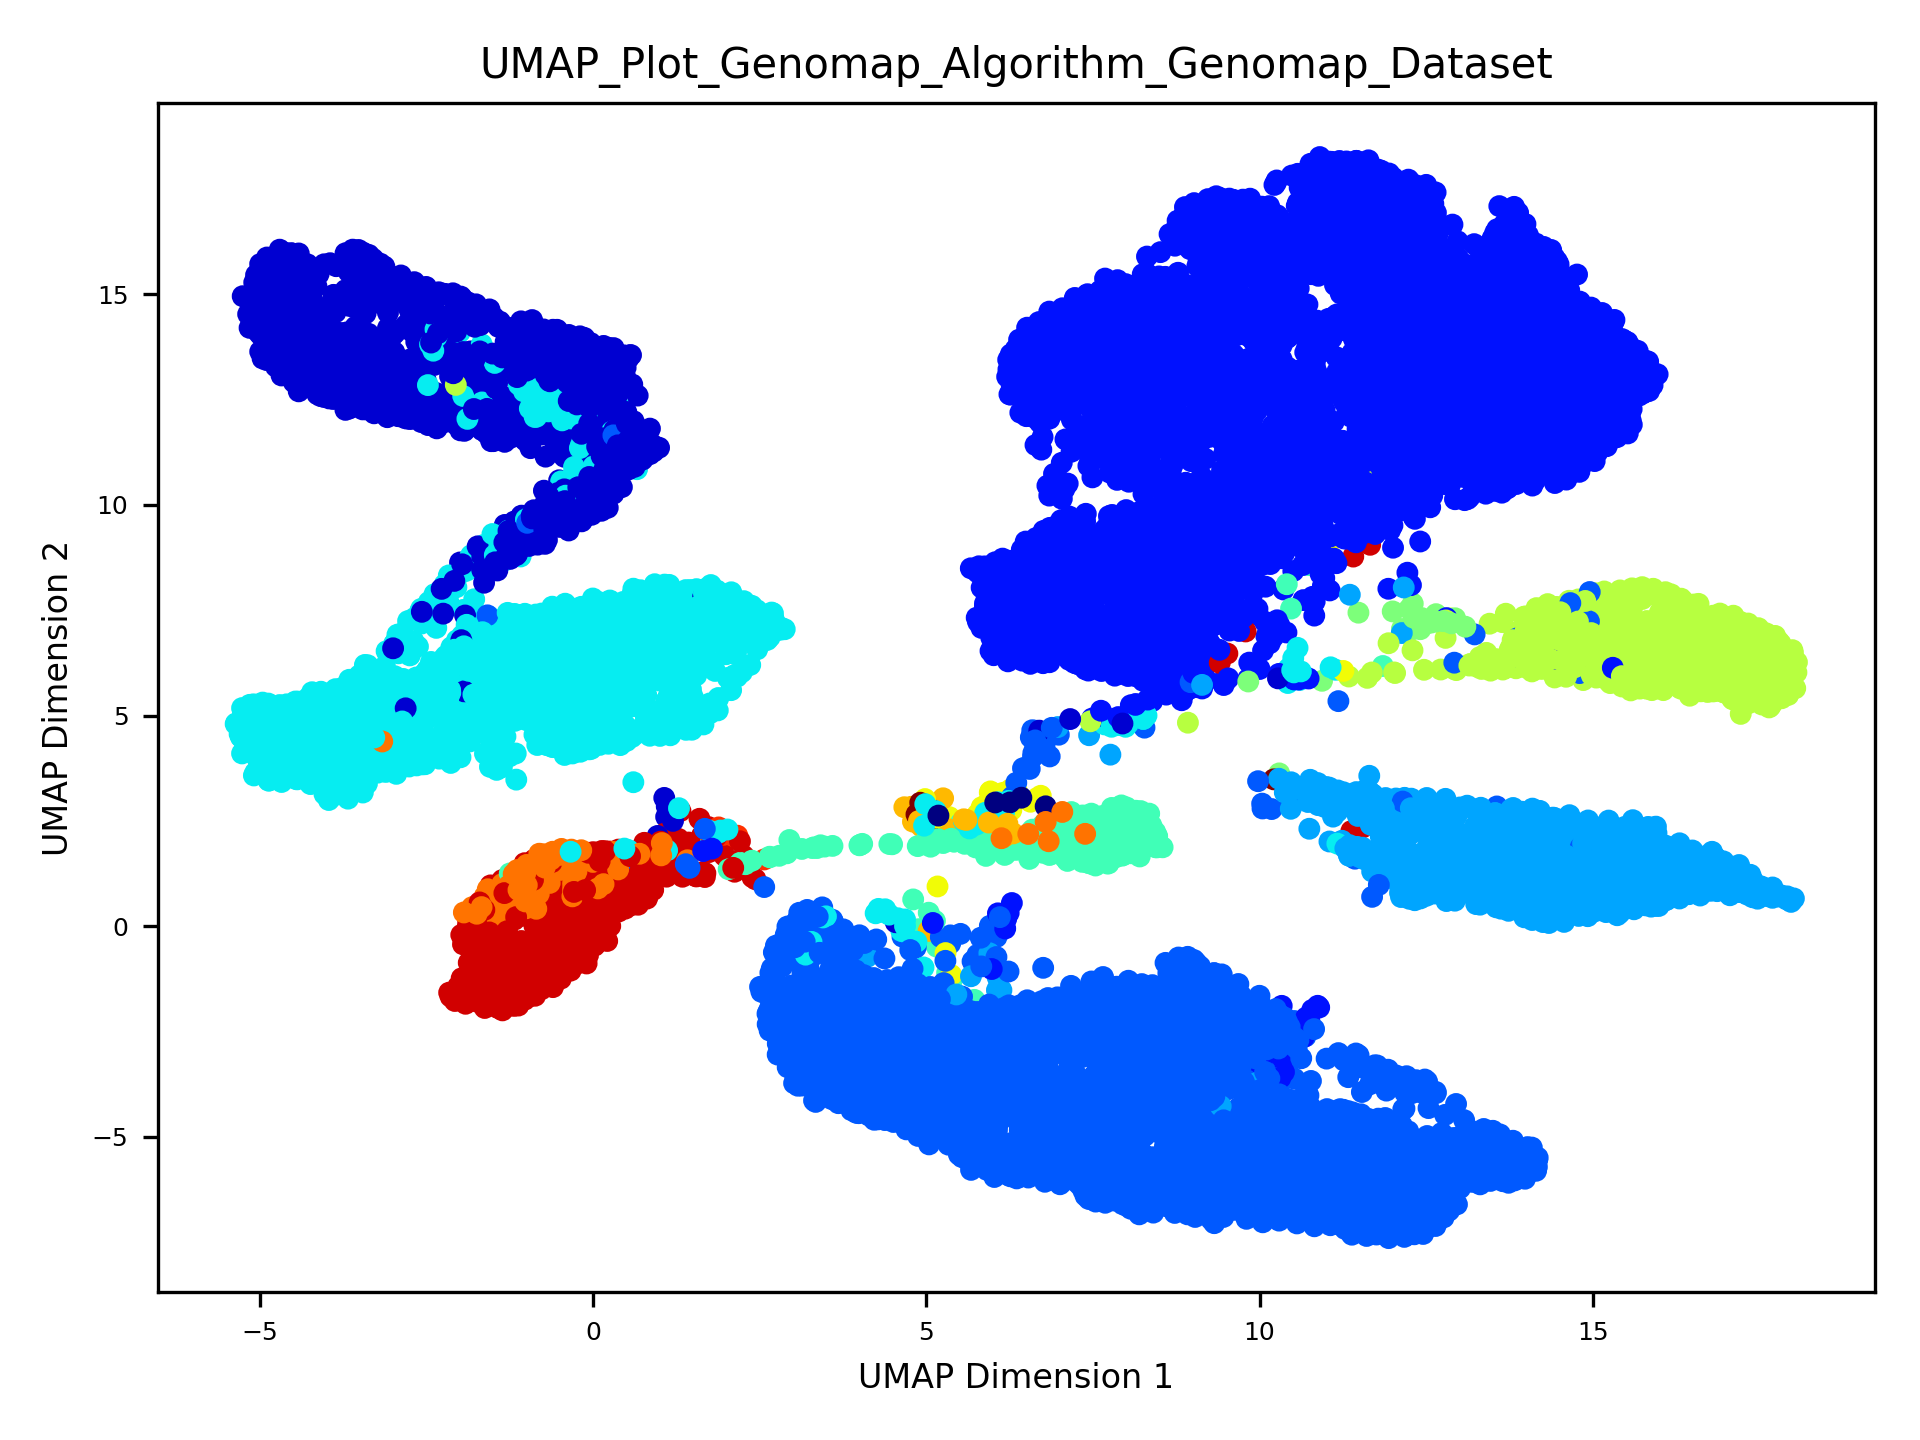 UMAP_Plot_Genomap_Algorithm_Genomap_Dataset
UMAP Dimension 2
15
10
5
0
−5
−5 0 5 10 15
UMAP Dimension 1